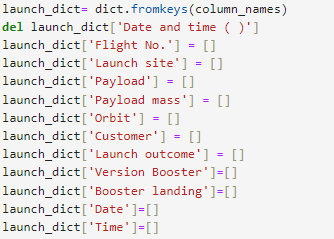 launch_dict= dict.fromkeys(column_names)
del launch_dict['Date and time ( )']
launch_dict['Flight No.'] = []
launch_dict['Launch site'] = []
launch_dict['Payload'] = []
launch_dict['Payload mass'] = []
launch_dict['Orbit'] = []
launch_dict['Customer'] = []
launch_dict['Launch outcome'] = []
launch_dict['Version Booster']=[]
launch_dict['Booster landing']=[]
launch_dict['Date']=[]
launch_dict['Time']=[]